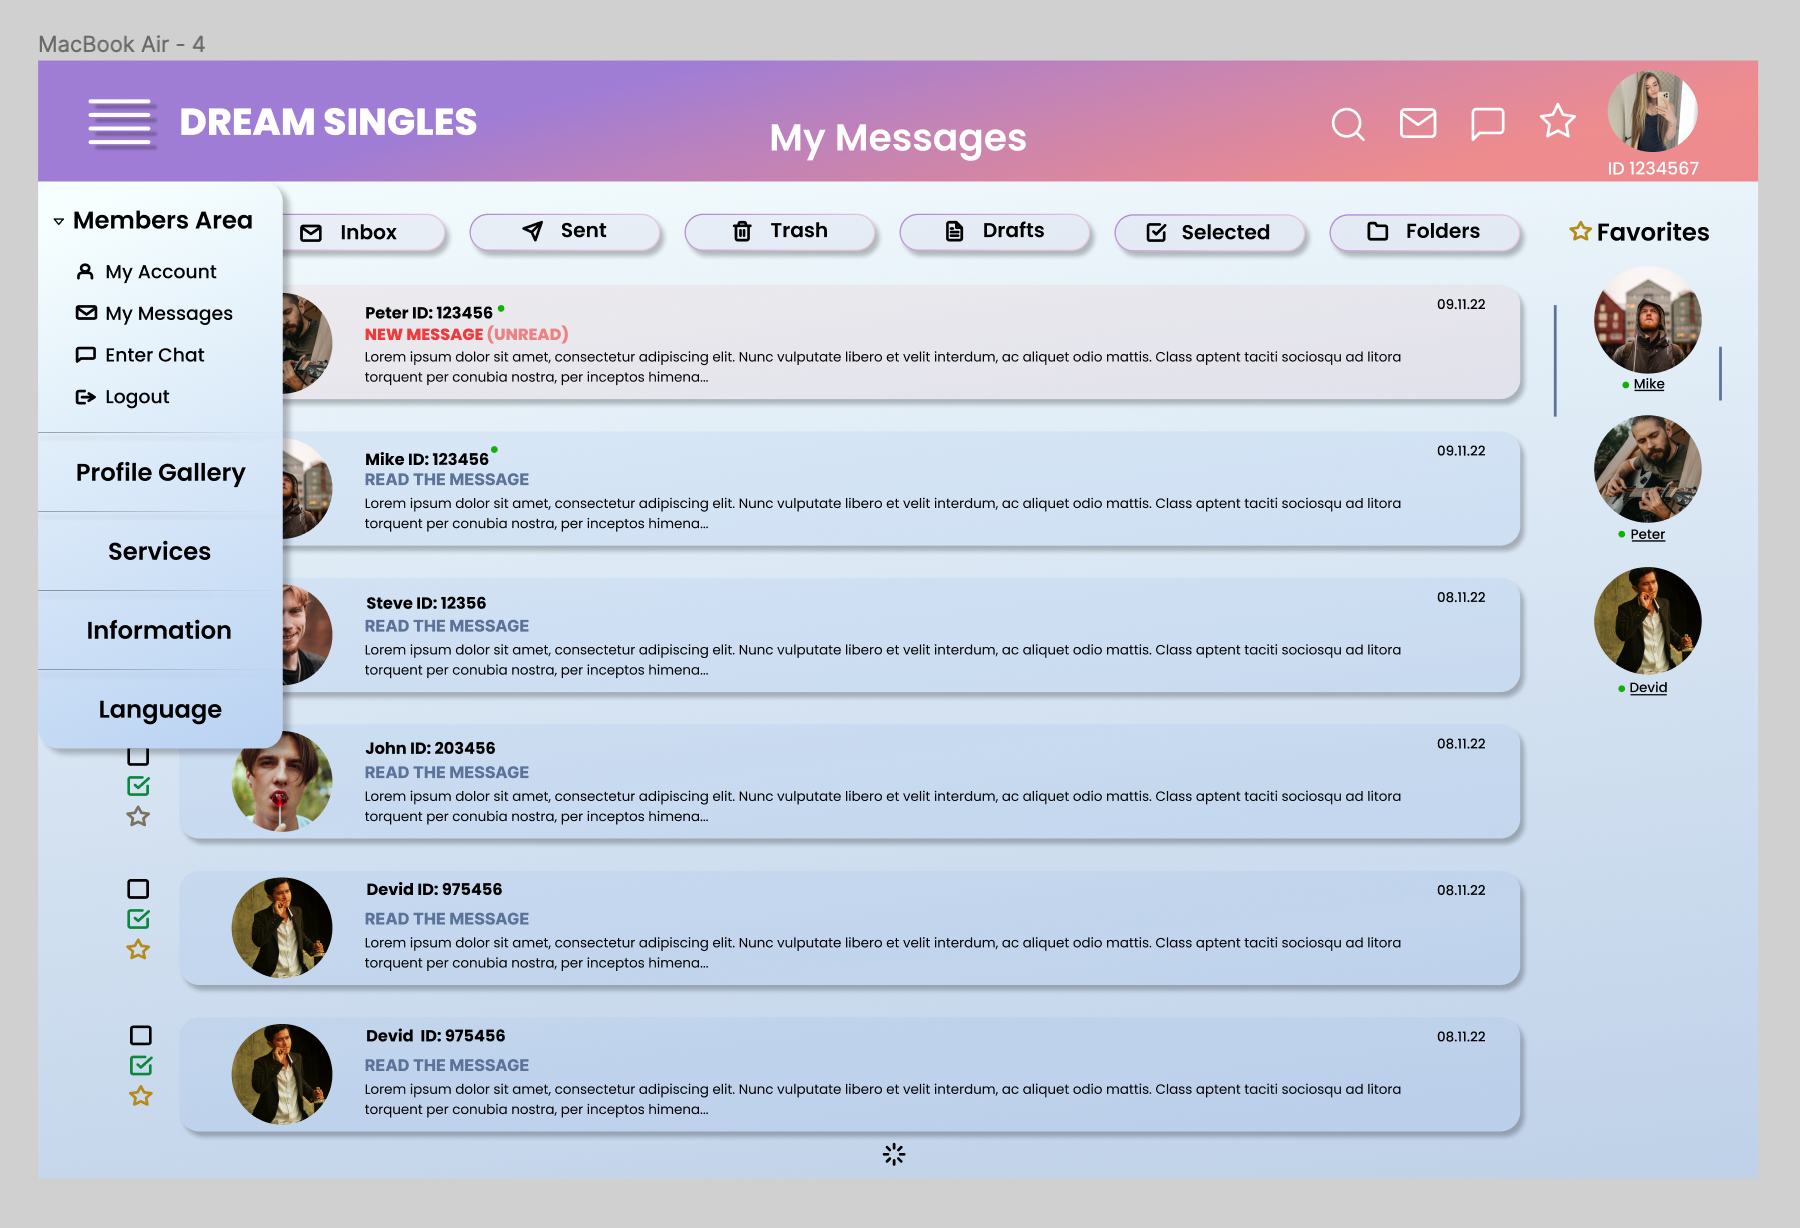 MacBook Air - 4
DREAM SINGLES
My Messages
ID 1234567
Members Area
My Account
My Messages
Enter Chat
Logout
Profile Gallery
Services
Information
Language
Inbox
Sent
Trash
Drafts
Selected
Folders
Peter ID: 123456
09.11.22
NEW MESSAGE (UNREAD)
Lorem ipsum dolor sit amet, consectetur adipiscing elit. Nunc vulputate libero et velit interdum, ac aliquet odio mattis. Class aptent taciti sociosqu ad litora
torquent per conubia nostra, per inceptos himena...
Mike ID: 123456
09.11.22
READ THE MESSAGE
Lorem ipsum dolor sit amet, consectetur adipiscing elit. Nunc vulputate libero et velit interdum, ac aliquet odio mattis. Class aptent taciti sociosqu ad litora
torquent per conubia nostra, per inceptos himena...
Steve ID: 12356
08.11.22
READ THE MESSAGE
Lorem ipsum dolor sit amet, consectetur adipiscing elit. Nunc vulputate libero et velit interdum, ac aliquet odio mattis. Class aptent taciti sociosqu ad litora
torquent per conubia nostra, per inceptos himena...
John ID: 203456
08.11.22
READ THE MESSAGE
Lorem ipsum dolor sit amet, consectetur adipiscing elit. Nunc vulputate libero et velit interdum, ac aliquet odio mattis. Class aptent taciti sociosqu ad litora
torquent per conubia nostra, per inceptos himena...
Devid ID: 975456
08.11.22
READ THE MESSAGE
Lorem ipsum dolor sit amet, consectetur adipiscing elit. Nunc vulputate libero et velit interdum, ac aliquet odio mattis. Class aptent taciti sociosqu ad litora
torquent per conubia nostra, per inceptos himena...
Devid ID: 975456
08.11.22
READ THE MESSAGE
Lorem ipsum dolor sit amet, consectetur adipiscing elit. Nunc vulputate libero et velit interdum, ac aliquet odio mattis. Class aptent taciti sociosqu ad litora
torquent per conubia nostra, per inceptos himena...
Favorites
Mike
Peter
Devid